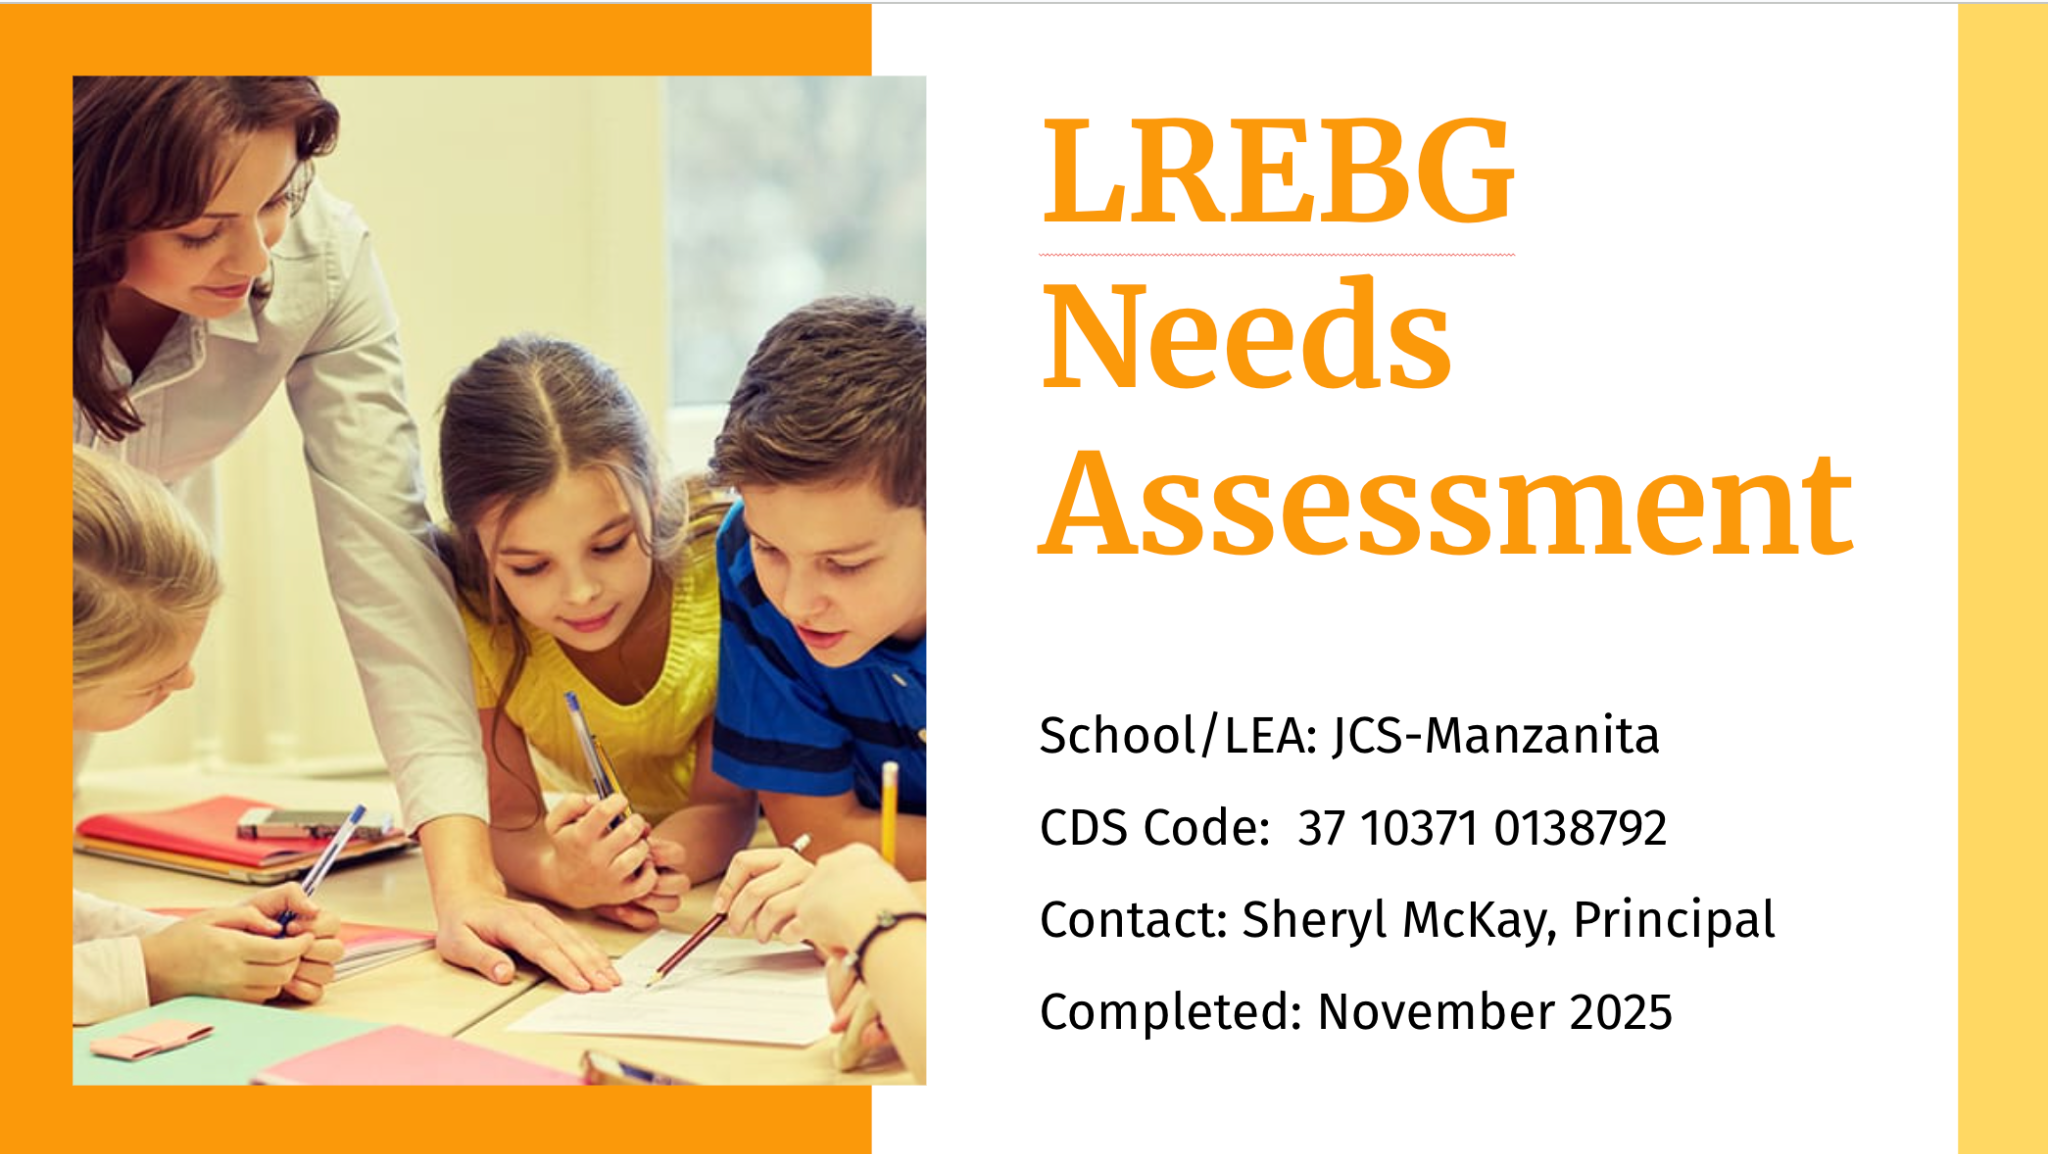 LREBG
Needs
Assessment
School/LEA: JCS-Manzanita
CDS Code:  37 10371 0138792
Contact: Sheryl McKay, Principal
Completed: November 2025